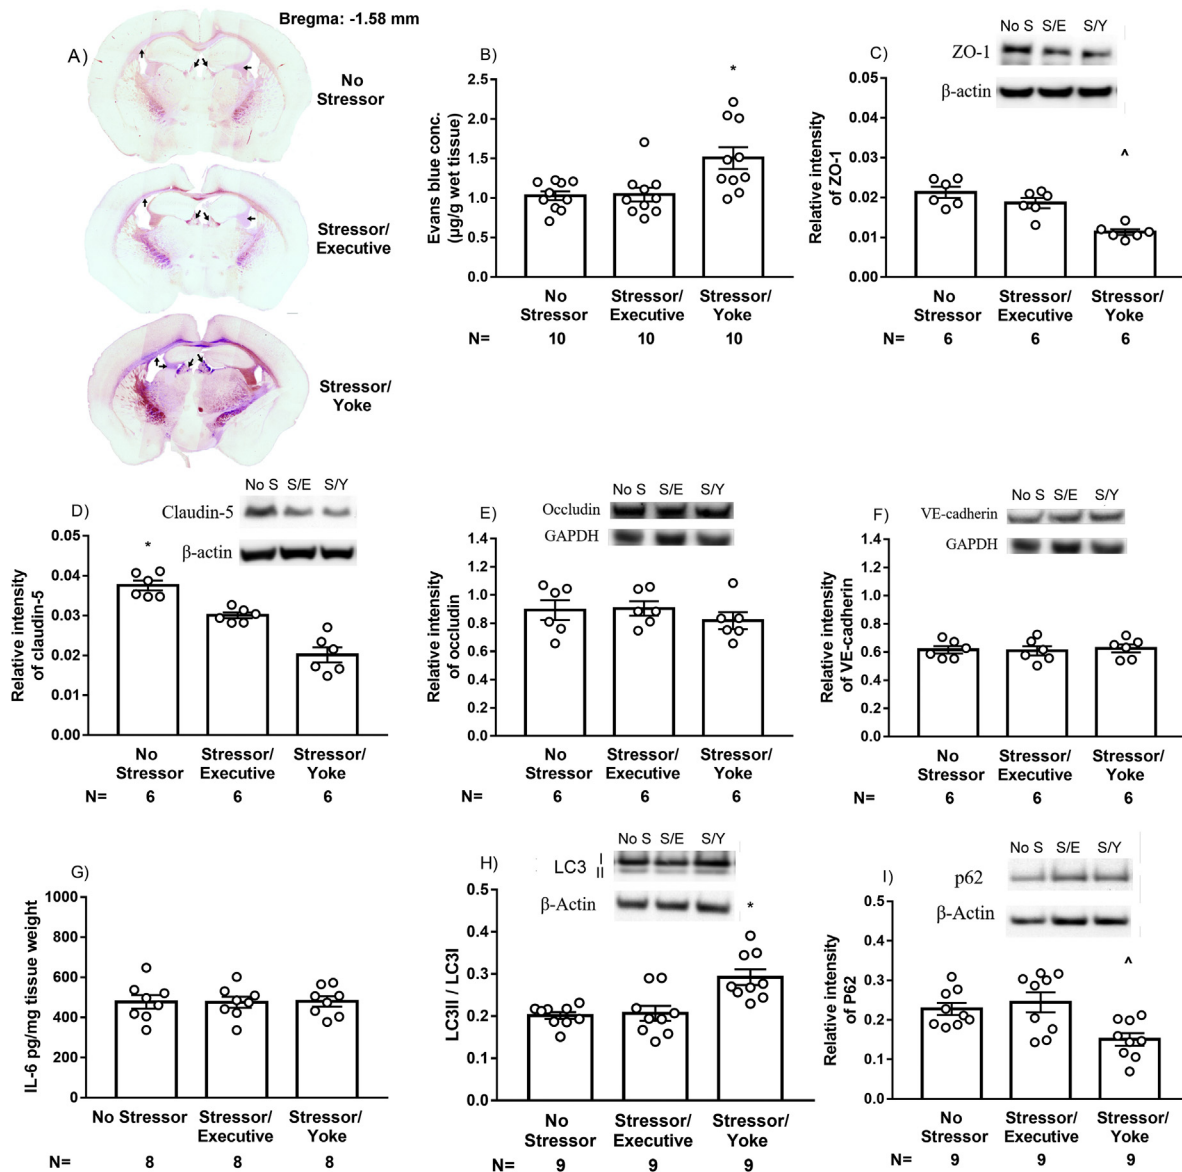 A)
Bregma: -1.58 mm
No
Stressor
Stressor/
Executive
Stressor/
Yoke
B)
*
Evans blue conc.
(µg/g wet tissue)
2.5
2.0
1.5
1.0
0.5
0.0
No
Stressor
Stressor/
Executive
Stressor/
Yoke
N= 10 10 10
C)
No S S/E S/Y
ZO-1
β-actin
^
Relative intensity
of ZO-1
0.05
0.04
0.03
0.02
0.01
0.00
No
Stressor
Stressor/
Executive
Stressor/
Yoke
N= 6 6 6
D)
No S S/E S/Y
Claudin-5
β-actin
*
Relative intensity
of claudin-5
0.05
0.04
0.03
0.02
0.01
0.00
No
Stressor
Stressor/
Executive
Stressor/
Yoke
N= 6 6 6
E)
No S S/E S/Y
Occludin
GAPDH
Relative intensity
of occludin
1.4
1.2
1.0
0.8
0.6
0.4
0.2
0.0
No
Stressor
Stressor/
Executive
Stressor/
Yoke
N= 6 6 6
F)
No S S/E S/Y
VE-cadherin
GAPDH
Relative intensity
of VE-cadherin
1.4
1.2
1.0
0.8
0.6
0.4
0.2
0.0
No
Stressor
Stressor/
Executive
Stressor/
Yoke
N= 6 6 6
G)
IL-6 pg/mg tissue weight
1000
800
600
400
200
0
No Stressor
Stressor/
Executive
Stressor/
Yoke
N= 8 8 8
H)
No S S/E S/Y
LC3 I
II
β-Actin
*
LC3II / LC3I
0.5
0.4
0.3
0.2
0.1
0.0
No
Stressor
Stressor/
Executive
Stressor/
Yoke
N= 9 9 9
I)
No S S/E S/Y
p62
β-Actin
^
Relative intensity
of P62
0.5
0.4
0.3
0.2
0.1
0.0
No
Stressor
Stressor/
Executive
Stressor/
Yoke
N= 9 9 9